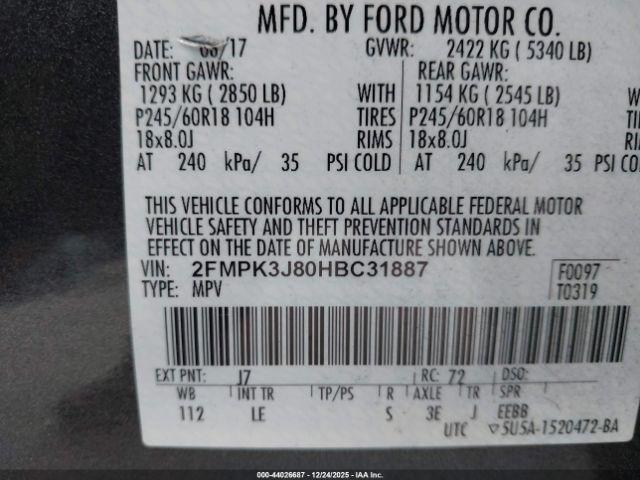 MFD. BY FORD MOTOR CO.
DATE: 06/17 GVWR: 2422 KG ( 5340 LB)
FRONT GAWR: REAR GAWR:
1293 KG ( 2850 LB) WITH 1154 KG ( 2545 LB) WITH
P245/60R18 104H TIRES P245/60R18 104H TIRES
18x8.0J RIMS 18x8.0J RIMS
AT 240 kPa/ 35 PSI COLD AT 240 kPa/ 35 PSI COLD
THIS VEHICLE CONFORMS TO ALL APPLICABLE FEDERAL MOTOR
VEHICLE SAFETY AND THEFT PREVENTION STANDARDS IN
EFFECT ON THE DATE OF MANUFACTURE SHOWN ABOVE.
VIN: 2FMPK3J80HBC31887 F0097
TYPE: MPV T0319
EXT PNT: J7 RC: 72 DSO:
WB INT TR TP/PS R AXLE TR SPR
112 LE S 3E J EEBB
UTC ▽5U5A-1520472-BA
000-44026687 - 12/24/2025 - IAAI.COM